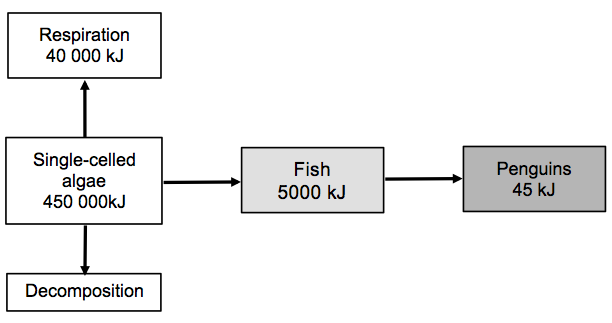 Respiration
40 000 kJ
Single-celled
algae
450 000kJ
Fish
5000 kJ
Penguins
45 kJ
Decomposition